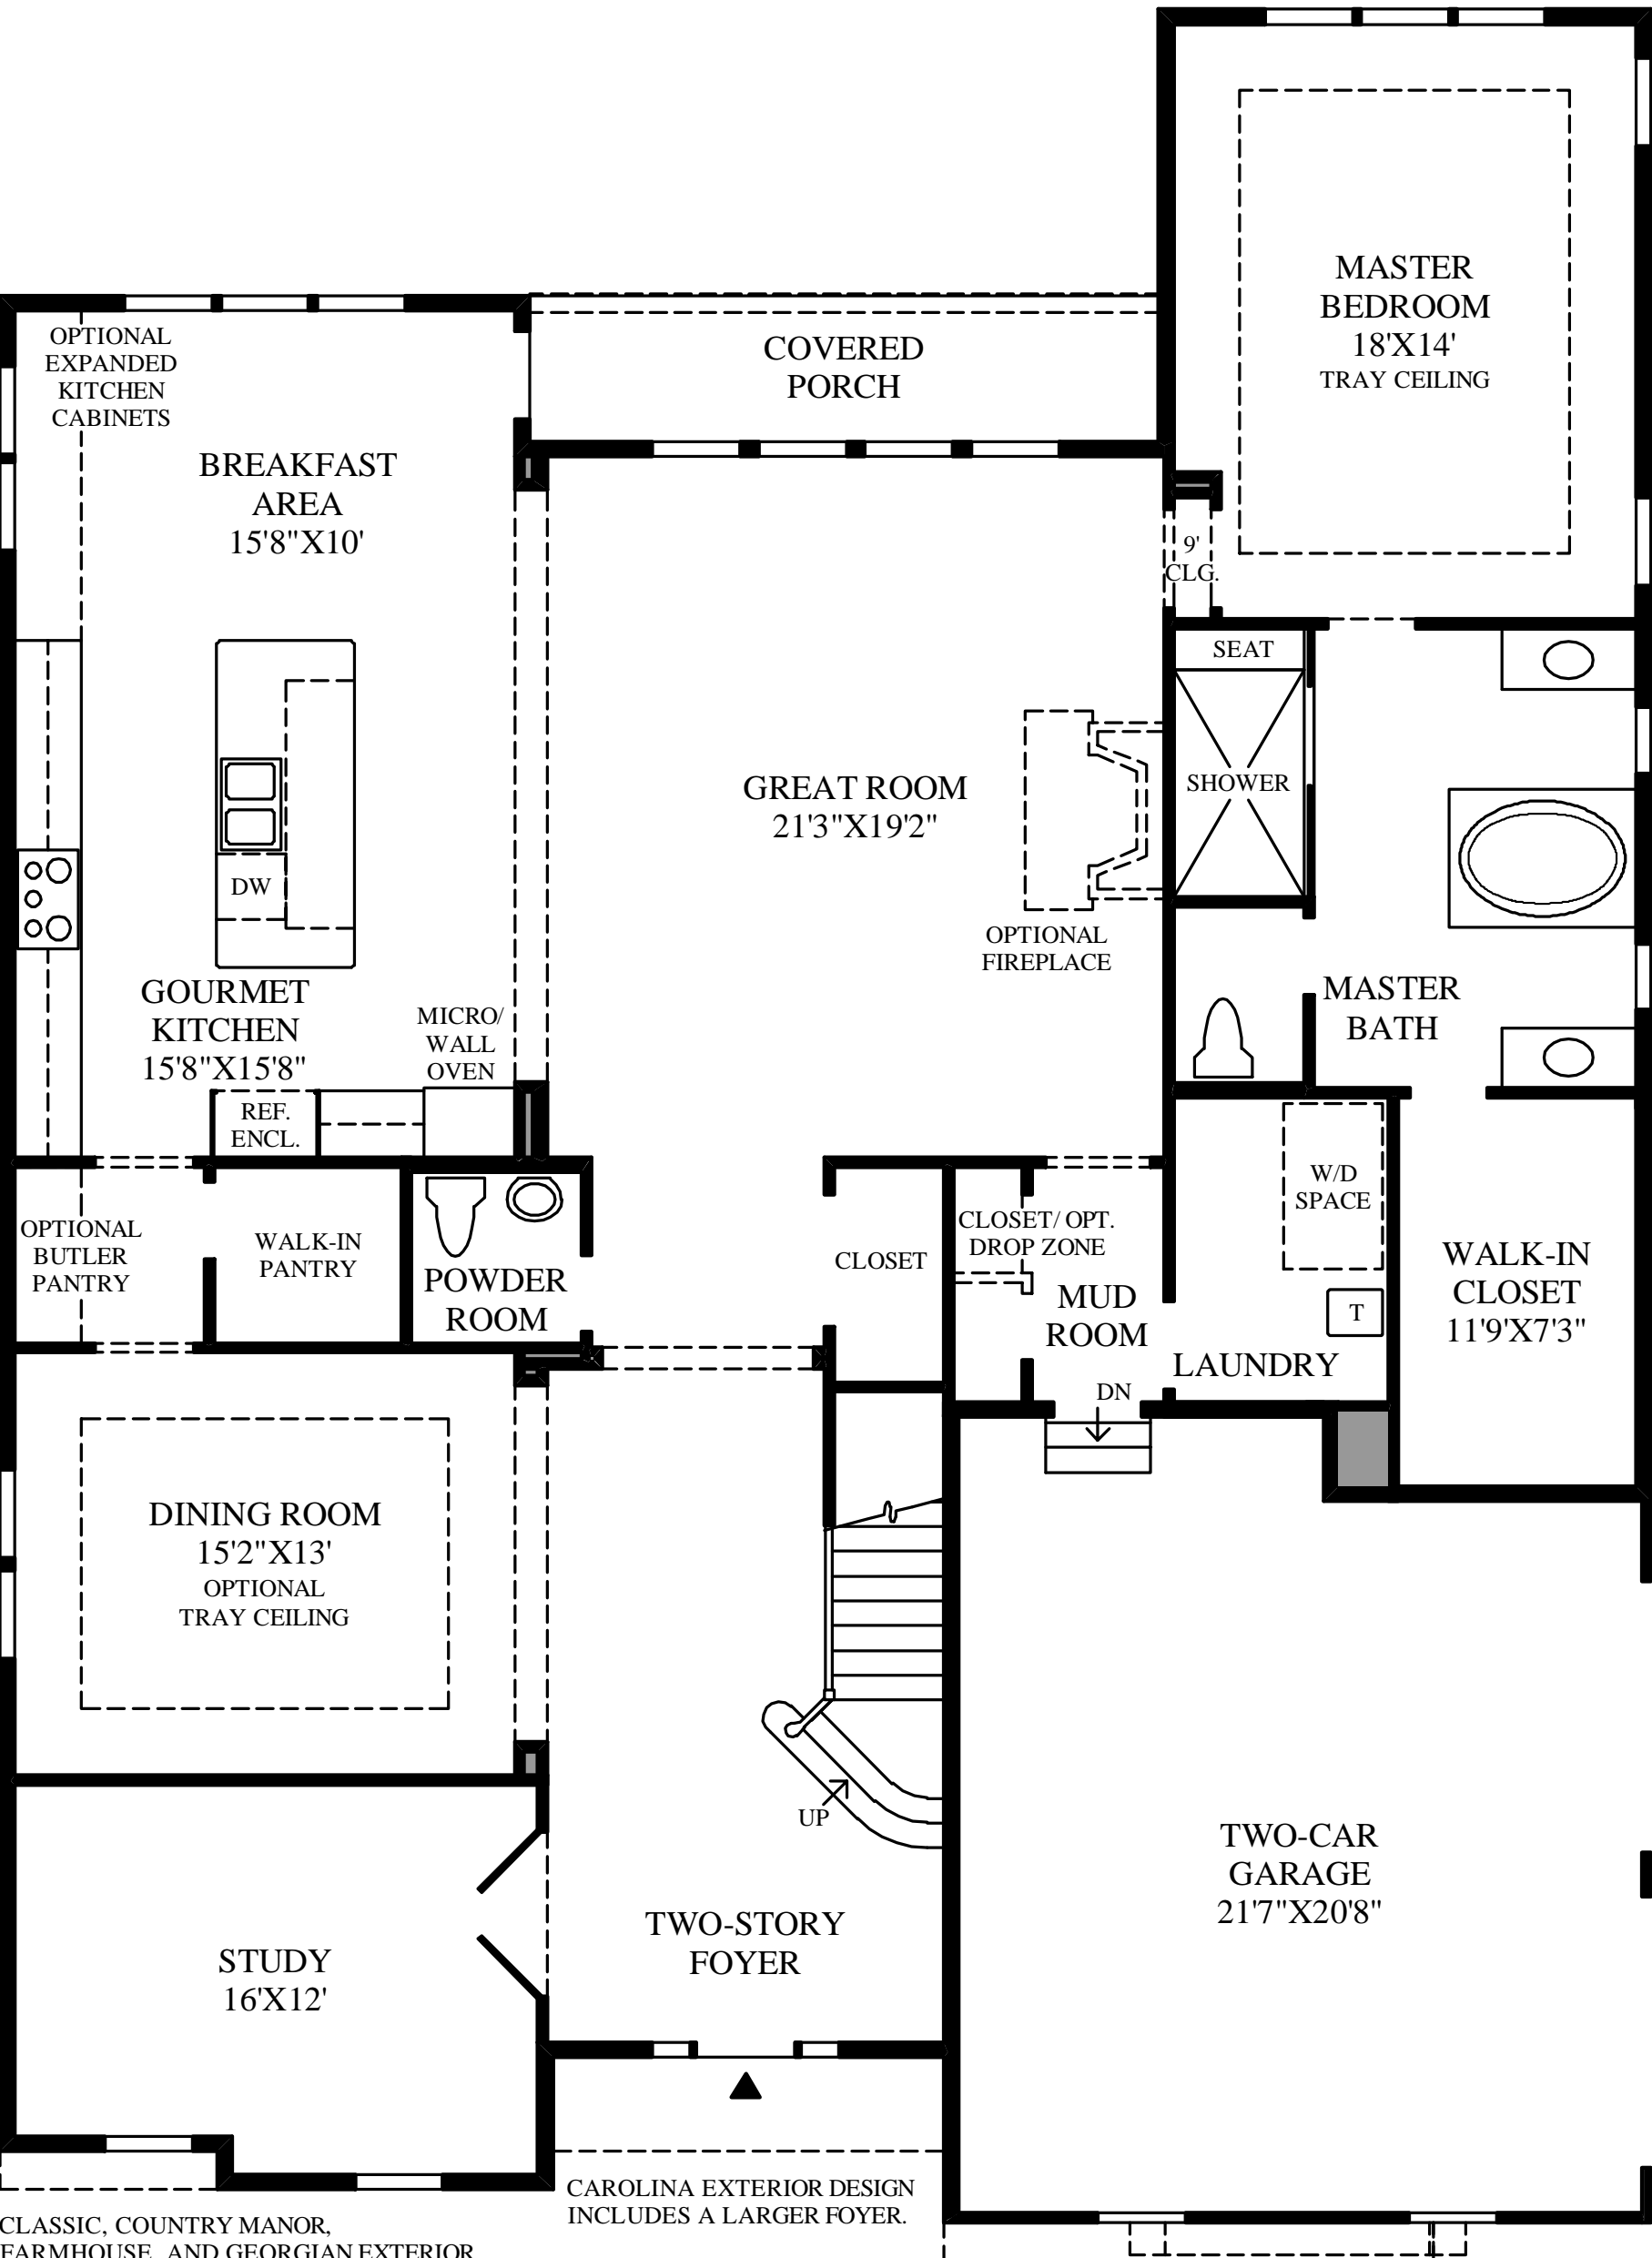 MASTER
BEDROOM
18'X14'
TRAY CEILING
OPTIONAL
EXPANDED
KITCHEN
CABINETS
COVERED
PORCH
BREAKFAST
AREA
15'8"X10'
9'
CLG.
SEAT
SHOWER
GREAT ROOM
21'3"X19'2"
DW
OPTIONAL
FIREPLACE
GOURMET
KITCHEN
15'8"X15'8"
MICRO/
WALL
OVEN
MASTER
BATH
REF.
ENCL.
W/D
SPACE
OPTIONAL
BUTLER
PANTRY
WALK-IN
PANTRY
POWDER
ROOM
CLOSET
CLOSET/ OPT.
DROP ZONE
MUD
ROOM
WALK-IN
CLOSET
11'9'X7'3"
T
LAUNDRY
DN
DINING ROOM
15'2"X13'
OPTIONAL
TRAY CEILING
UP
TWO-CAR
GARAGE
21'7"X20'8"
TWO-STORY
FOYER
STUDY
16'X12'
CAROLINA EXTERIOR DESIGN
INCLUDES A LARGER FOYER.
CLASSIC, COUNTRY MANOR,
FARMHOUSE, AND GEORGIAN EXTERIOR